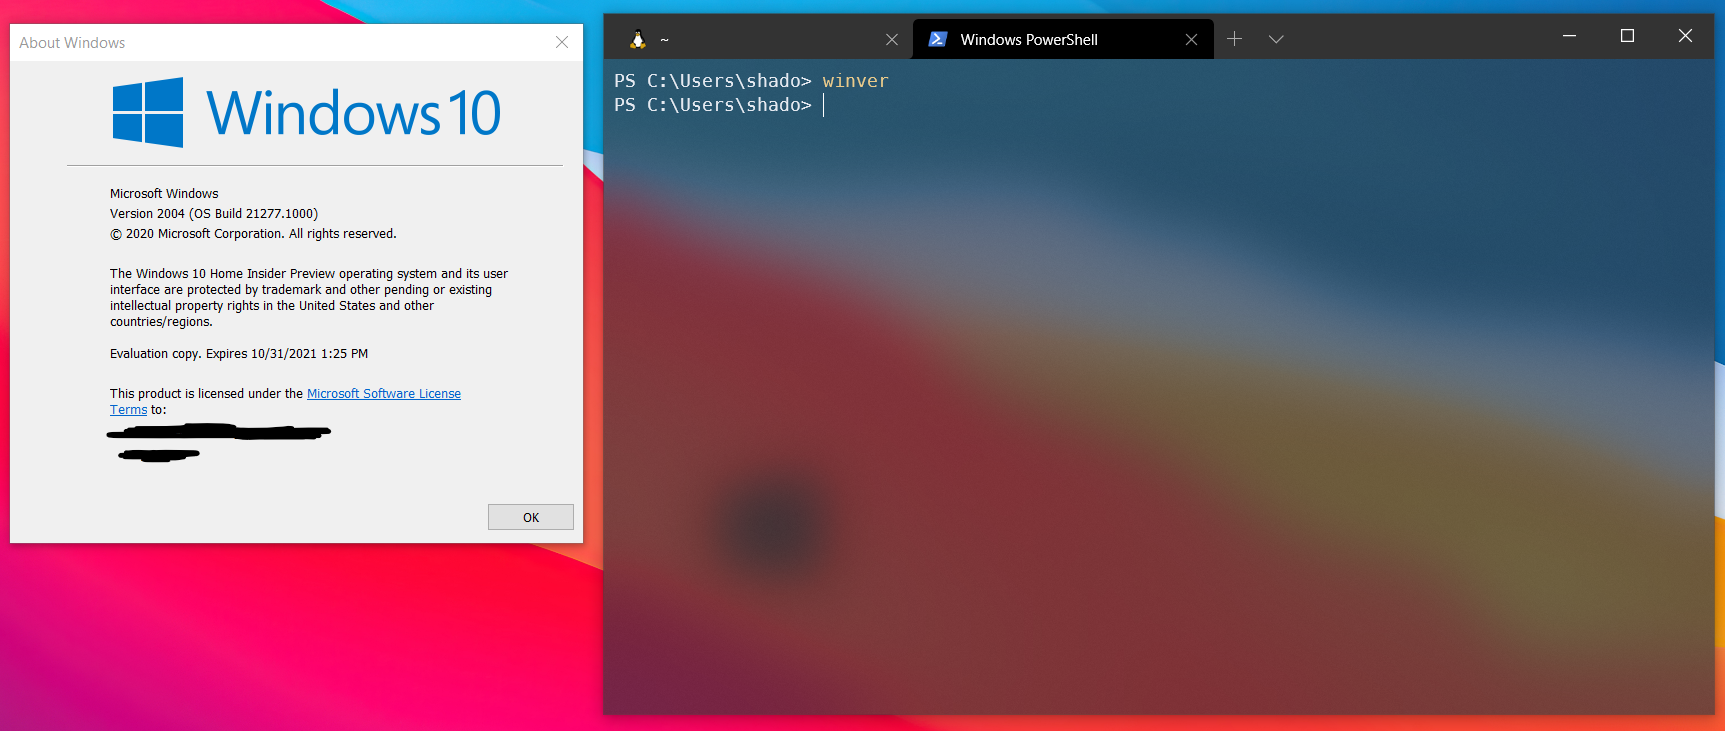 About Windows
Windows 10
Microsoft Windows
Version 2004 (OS Build 21277.1000)
© 2020 Microsoft Corporation. All rights reserved.
The Windows 10 Home Insider Preview operating system and its user
interface are protected by trademark and other pending or existing
intellectual property rights in the United States and other
countries/regions.
Evaluation copy. Expires 10/31/2021 1:25 PM
This product is licensed under the Microsoft Software License
Terms to:
OK
~
Windows PowerShell
PS C:\Users\shado> winver
PS C:\Users\shado>